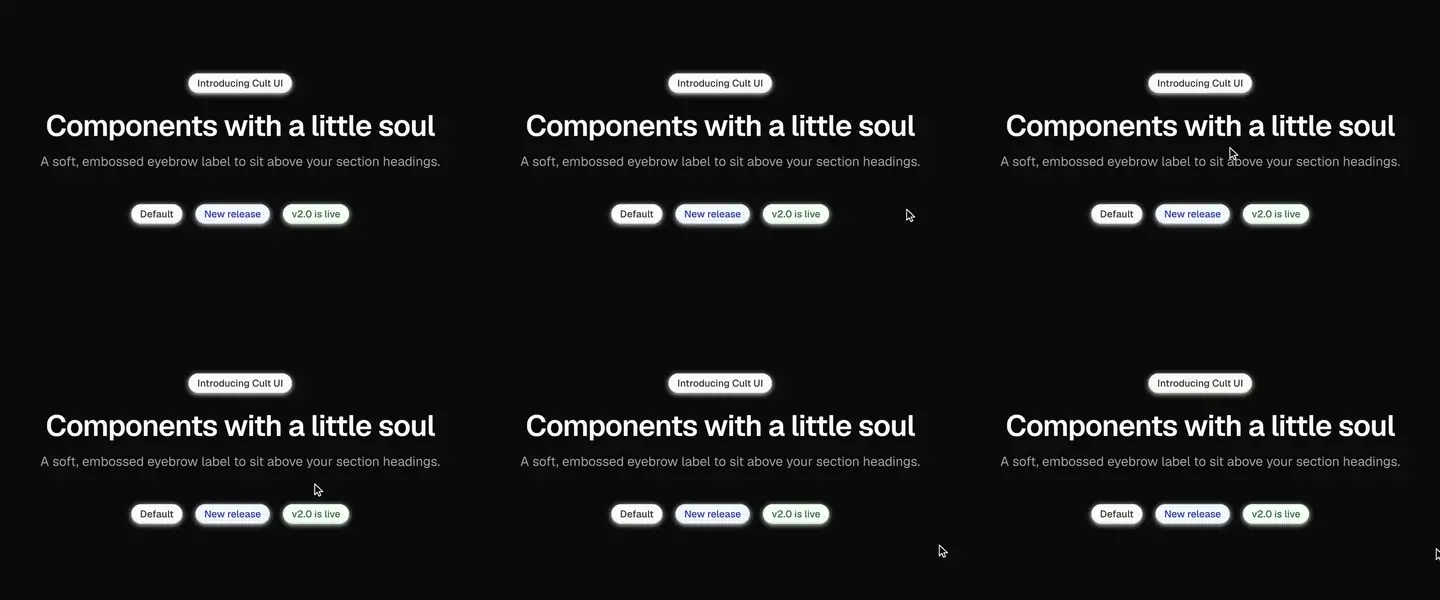 Introducing Cult UI
Components with a little soul
A soft, embossed eyebrow label to sit above your section headings.
Default New release v2.0 is live
Introducing Cult UI
Components with a little soul
A soft, embossed eyebrow label to sit above your section headings.
Default New release v2.0 is live
Introducing Cult UI
Components with a little soul
A soft, embossed eyebrow label to sit above your section headings.
Default New release v2.0 is live
Introducing Cult UI
Components with a little soul
A soft, embossed eyebrow label to sit above your section headings.
Default New release v2.0 is live
Introducing Cult UI
Components with a little soul
A soft, embossed eyebrow label to sit above your section headings.
Default New release v2.0 is live
Introducing Cult UI
Components with a little soul
A soft, embossed eyebrow label to sit above your section headings.
Default New release v2.0 is live